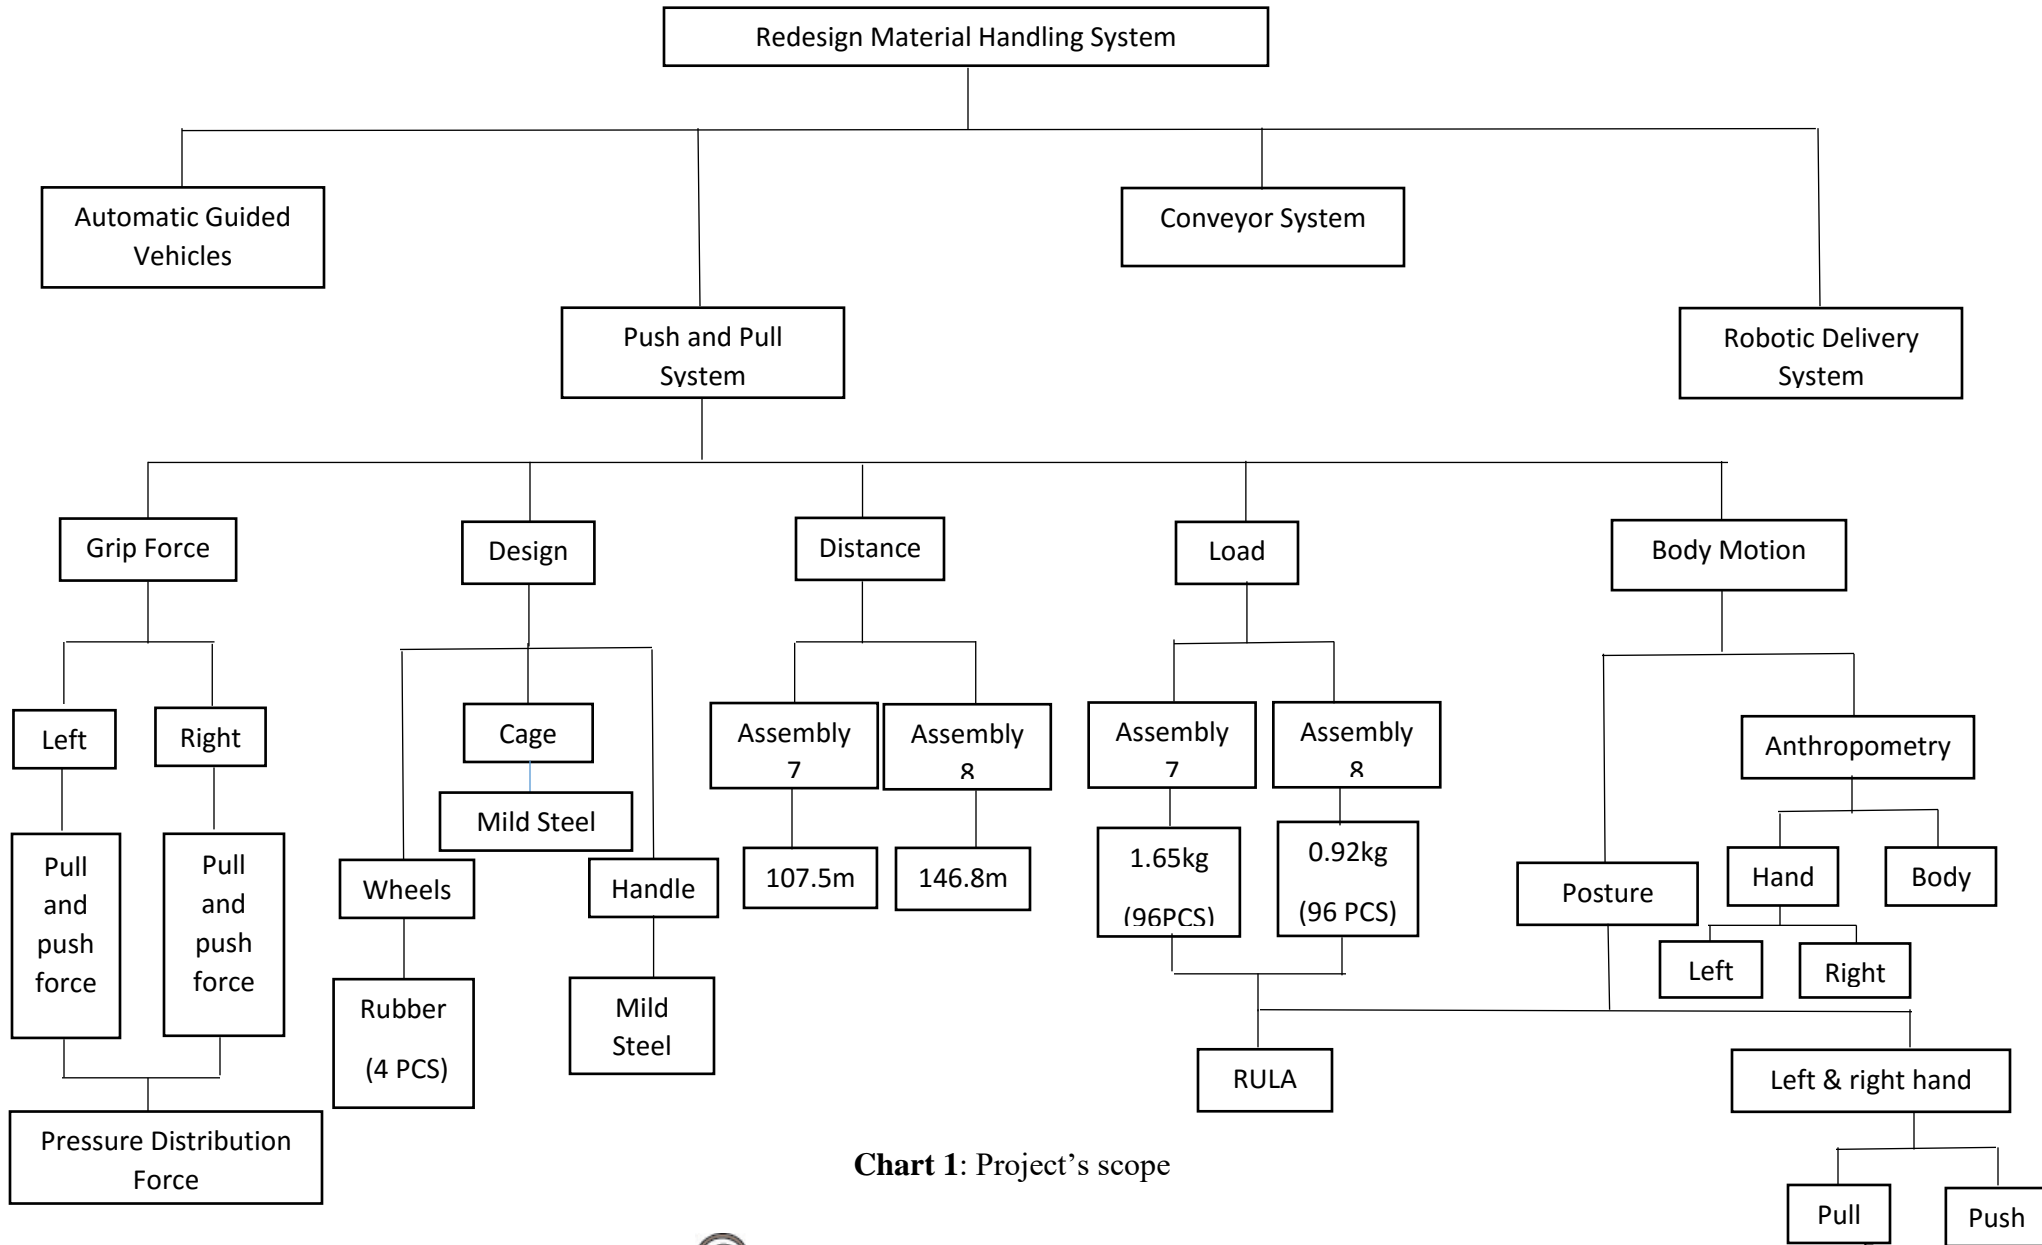 Redesign Material Handling System
Automatic Guided
Vehicles
Conveyor System
Push and Pull
System
Robotic Delivery
System
Grip Force
Design
Distance
Load
Body Motion
Left
Right
Cage
Assembly
7
Assembly
8
Assembly
7
Assembly
8
Anthropometry
Mild Steel
Pull
and
push
force
Pull
and
push
force
Wheels
Handle
107.5m
146.8m
1.65kg
(96PCS)
0.92kg
(96 PCS)
Posture
Hand
Body
Left
Right
Rubber
(4 PCS)
Mild
Steel
RULA
Left & right hand
Pressure Distribution
Force
Pull
Push
Chart 1: Project’s scope